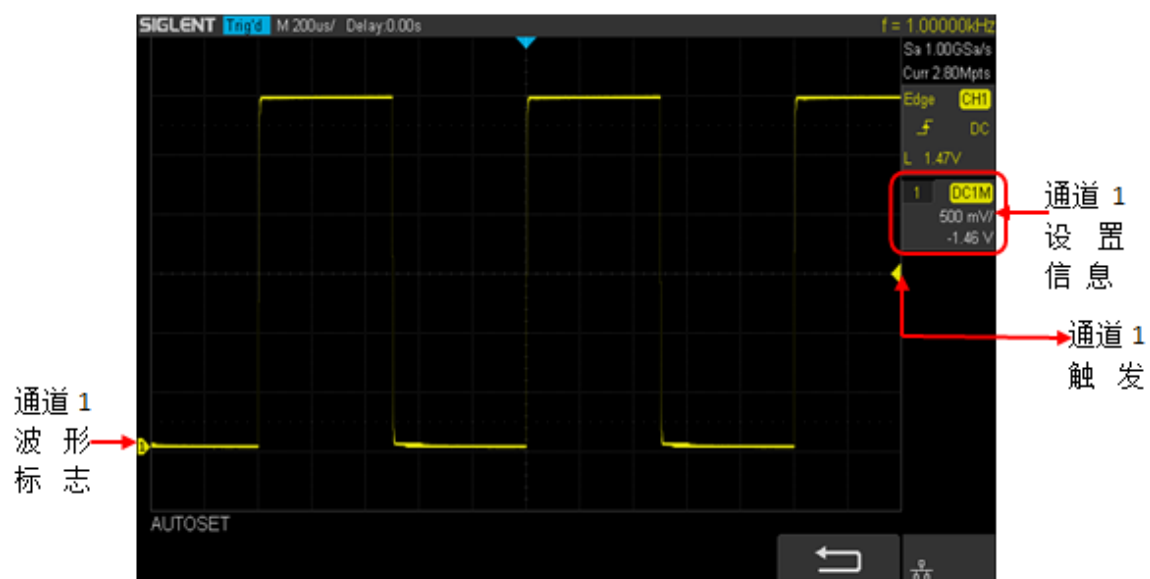 SIGLENT Trig'd M 200us/ Delay:0.00s f = 1.00000kHz
Sa 1.00GSa/s
Curr 2.80Mpts
Edge CH1
DC
L 1.47V
1 DC1M
500 mV/
-1.46 V
通道 1
设 置
信 息
通道 1
触 发
通道 1
波 形
标 志
1
AUTOSET